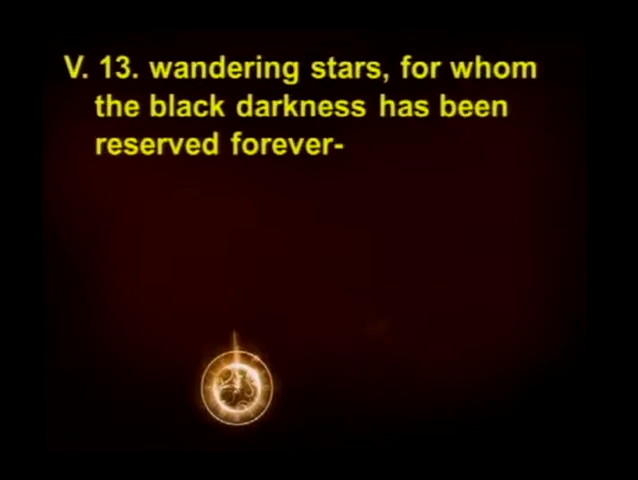 V. 13. wandering stars, for whom
the black darkness has been
reserved forever-